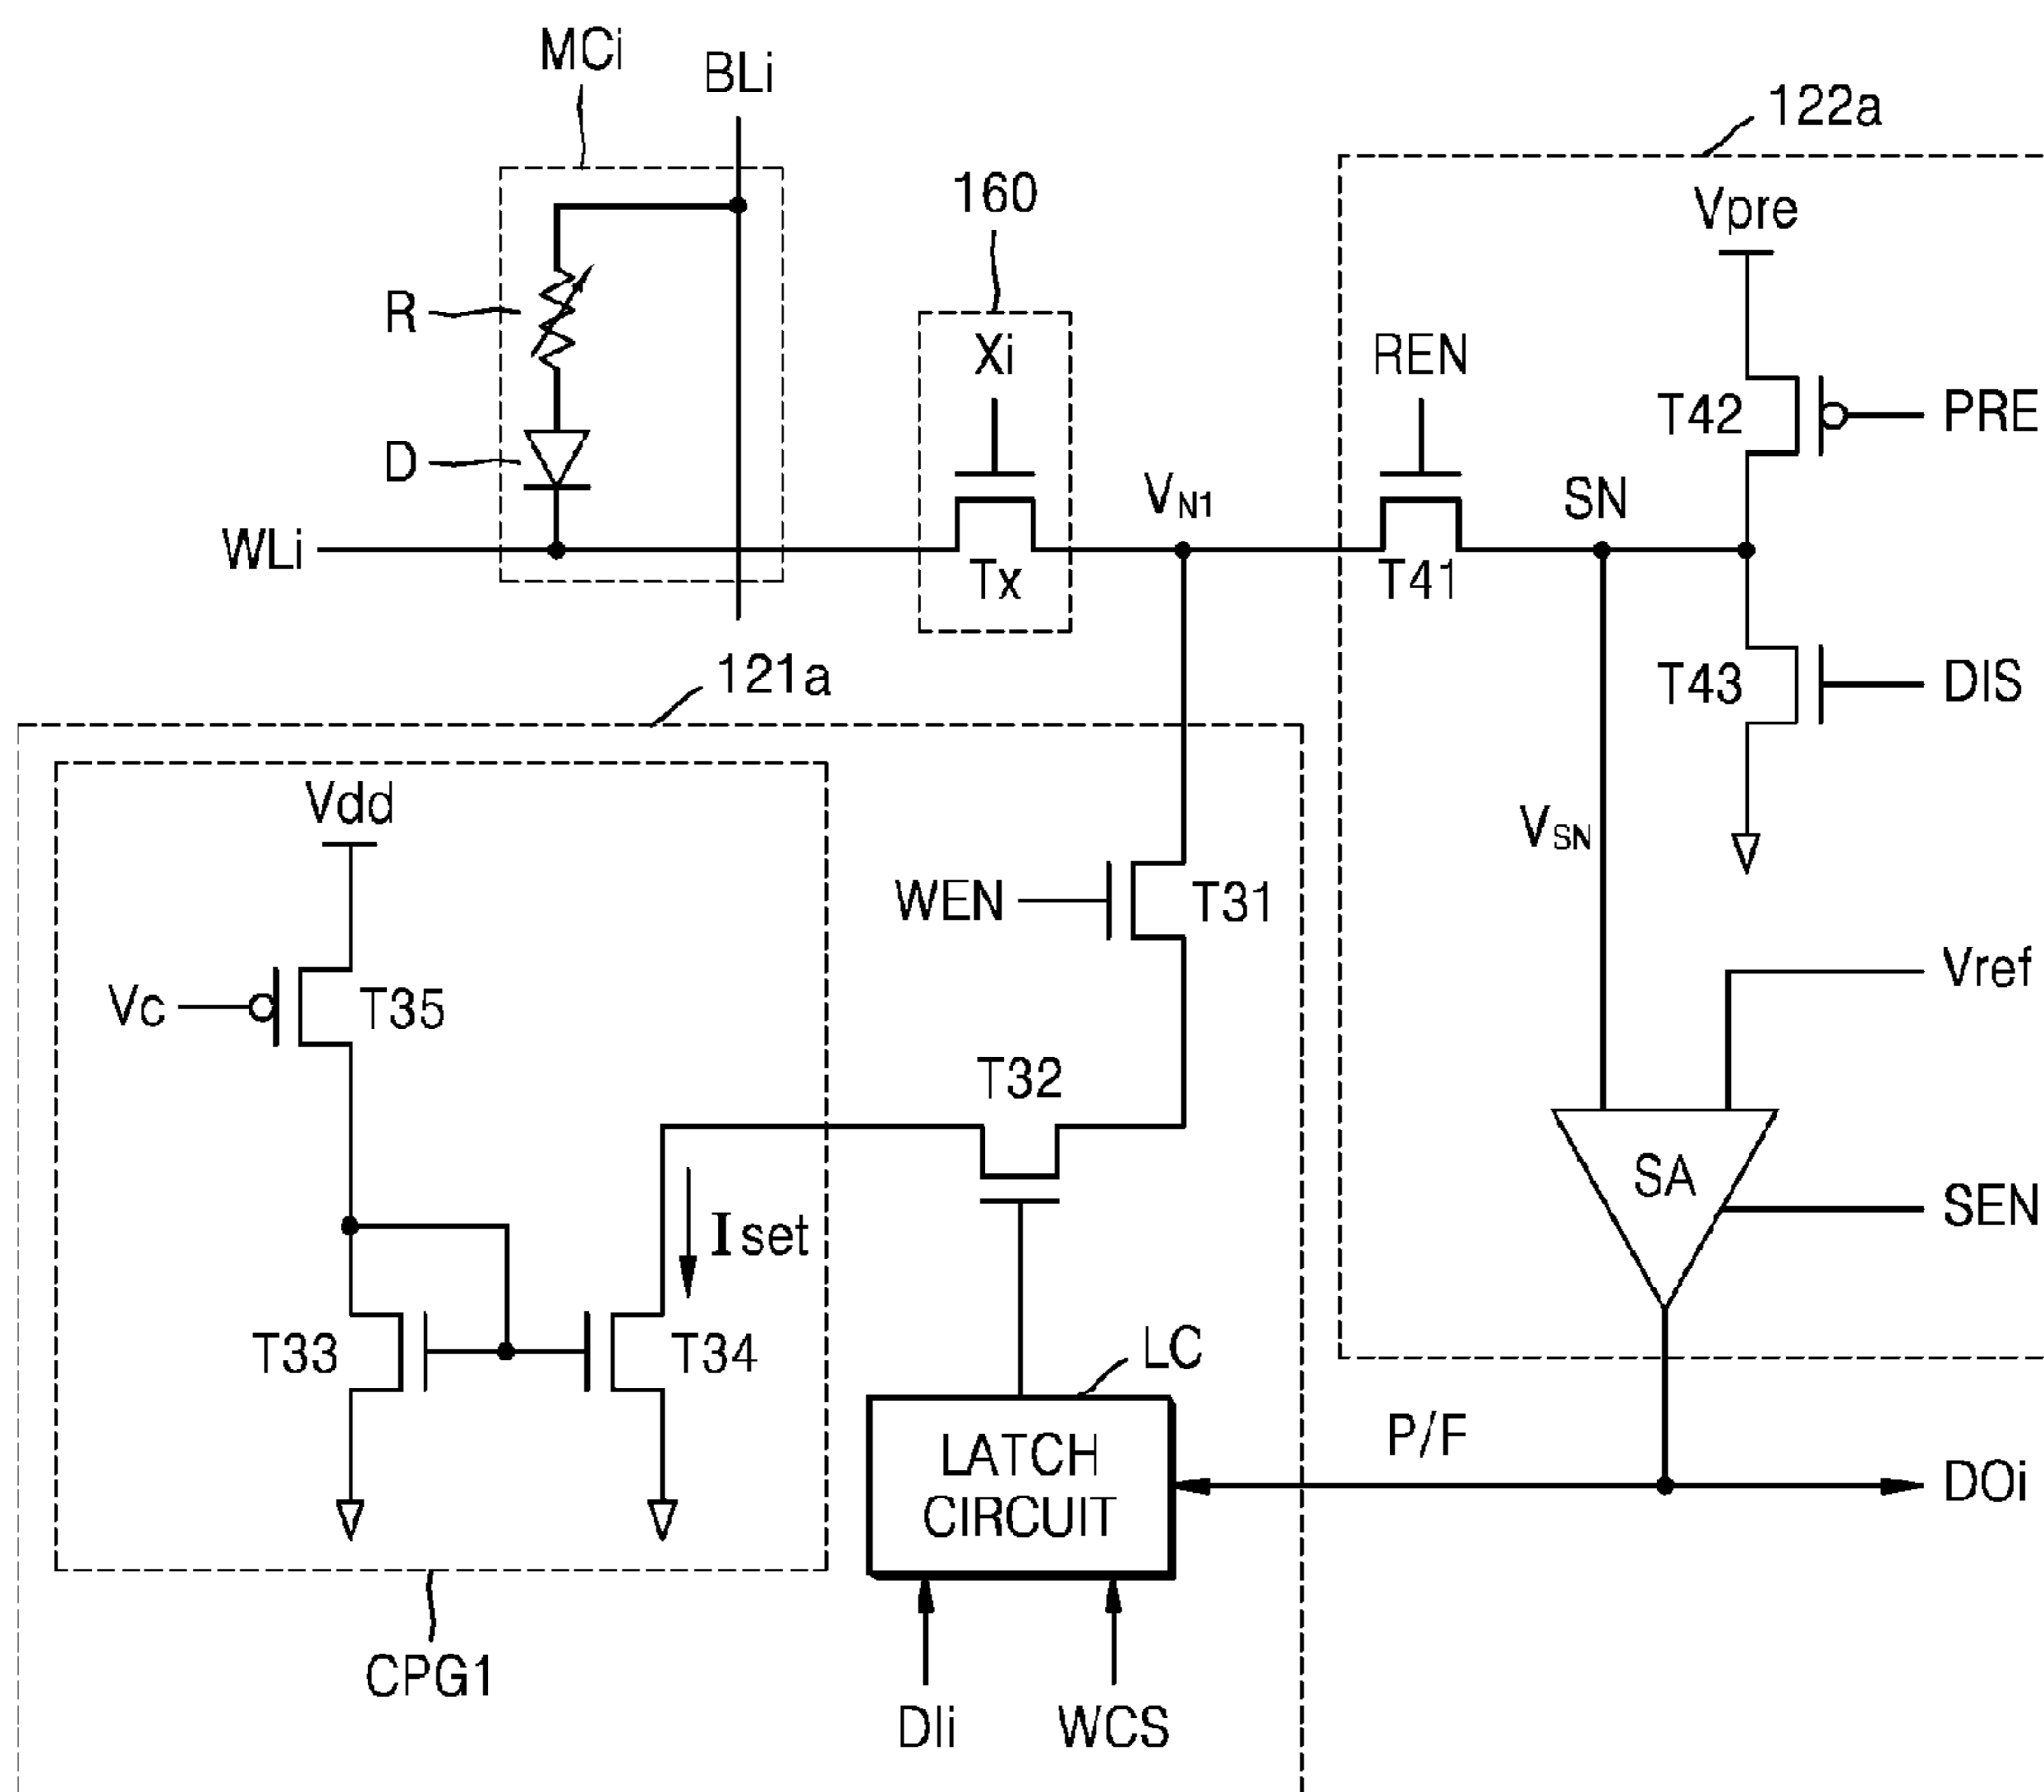 MCi
BLi
122a
160
Vpre
Xi
REN
R
T42
PRE
D
VN1
SN
WLi
Tx
T41
121a
T43
DIS
Vdd
VSN
WEN
T31
Vc
T35
Vref
T32
SA
SEN
Iset
T33
T34
LC
LATCH
CIRCUIT
P/F
DOi
CPG1
DIi
WCS